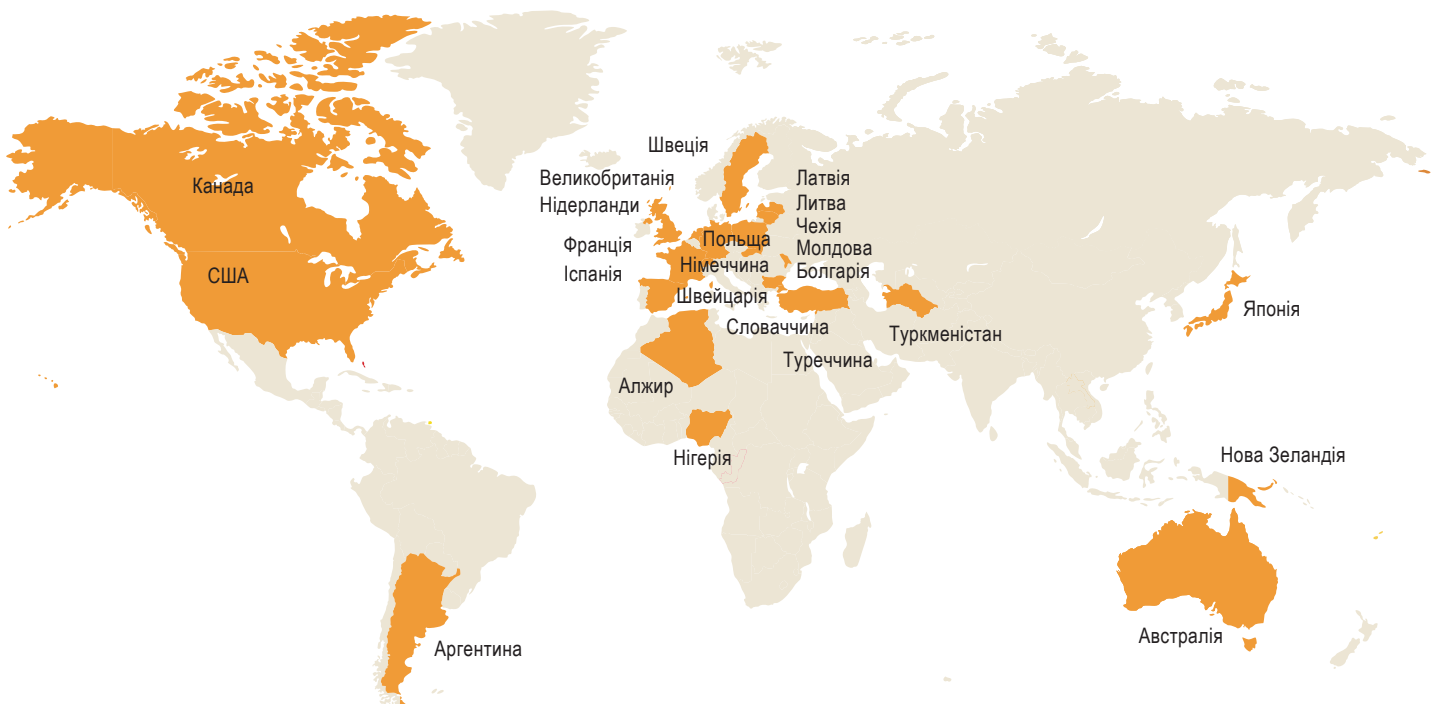 Швеція
Великобританія
Латвія
Канада
Нідерланди
Литва
Чехія
Франція
Польща
Молдова
Іспанія
Німеччина
Болгарія
США
Швейцарія
Словаччина
Туркменістан
Японія
Туреччина
Алжир
Нігерія
Нова Зеландія
Австралія
Аргентина